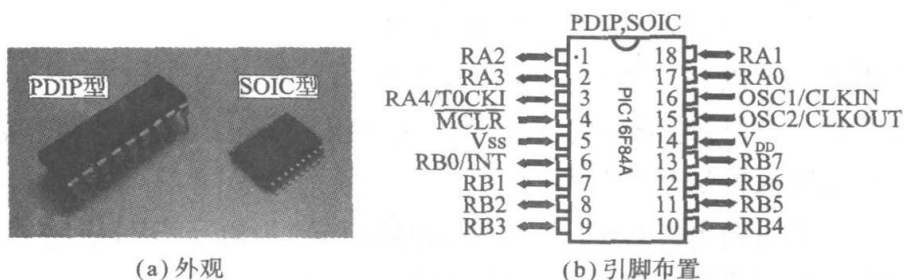 PDIP型
SOIC型
(a) 外观
PDIP,SOIC
RA2 1 18 RA1
RA3 2 17 RA0
RA4/T0CKI 3 16 OSC1/CLKIN
MCLR 4 15 OSC2/CLKOUT
Vss 5 14 VDD
RB0/INT 6 13 RB7
RB1 7 12 RB6
RB2 8 11 RB5
RB3 9 10 RB4
PIC16F84A
(b) 引脚布置